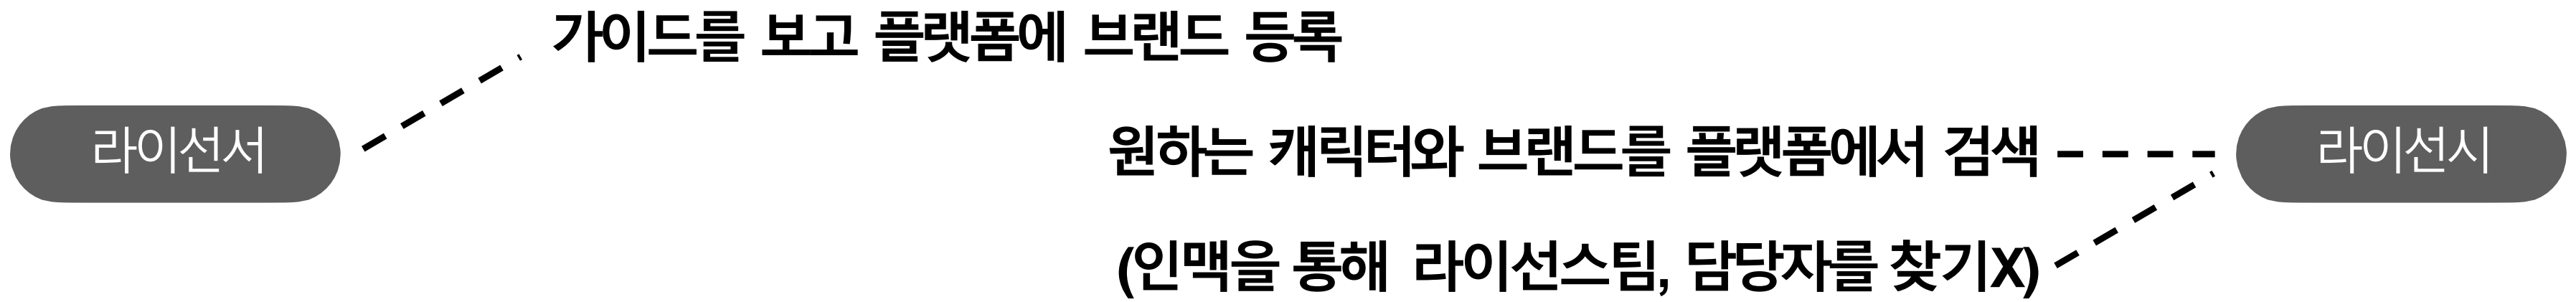 가이드를 보고 플랫폼에 브랜드 등록
라이선서
원하는 캐릭터와 브랜드를 플랫폼에서 검색
라이선시
(인맥을 통해 라이선스팀, 담당자를 찾기X)